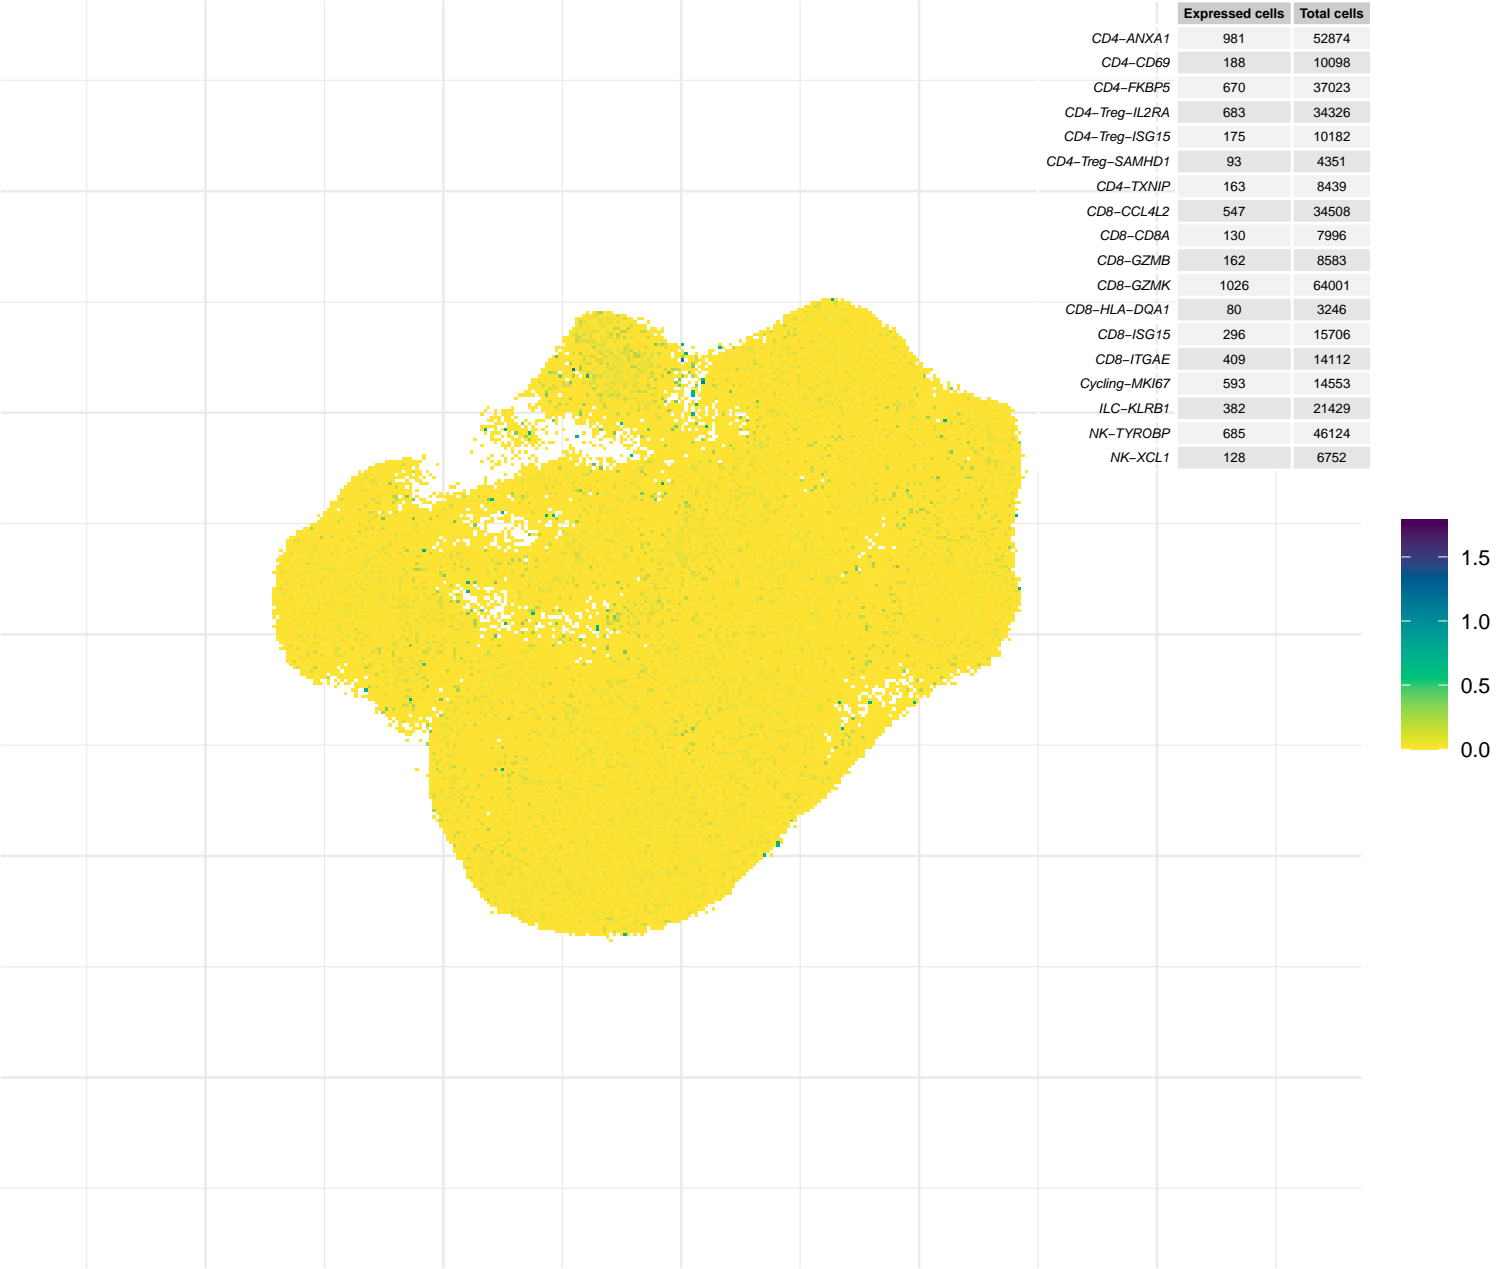 Expressed cells Total cells
CD4−ANXA1 981 52874
CD4−CD69 188 10098
CD4−FKBP5 670 37023
CD4−Treg−IL2RA 683 34326
CD4−Treg−ISG15 175 10182
CD4−Treg−SAMHD1 93 4351
CD4−TXNIP 163 8439
CD8−CCL4L2 547 34508
CD8−CD8A 130 7996
CD8−GZMB 162 8583
CD8−GZMK 1026 64001
CD8−HLA−DQA1 80 3246
CD8−ISG15 296 15706
CD8−ITGAE 409 14112
Cycling−MKI67 593 14553
ILC−KLRB1 382 21429
NK−TYROBP 685 46124
NK−XCL1 128 6752
1.5
1.0
0.5
0.0